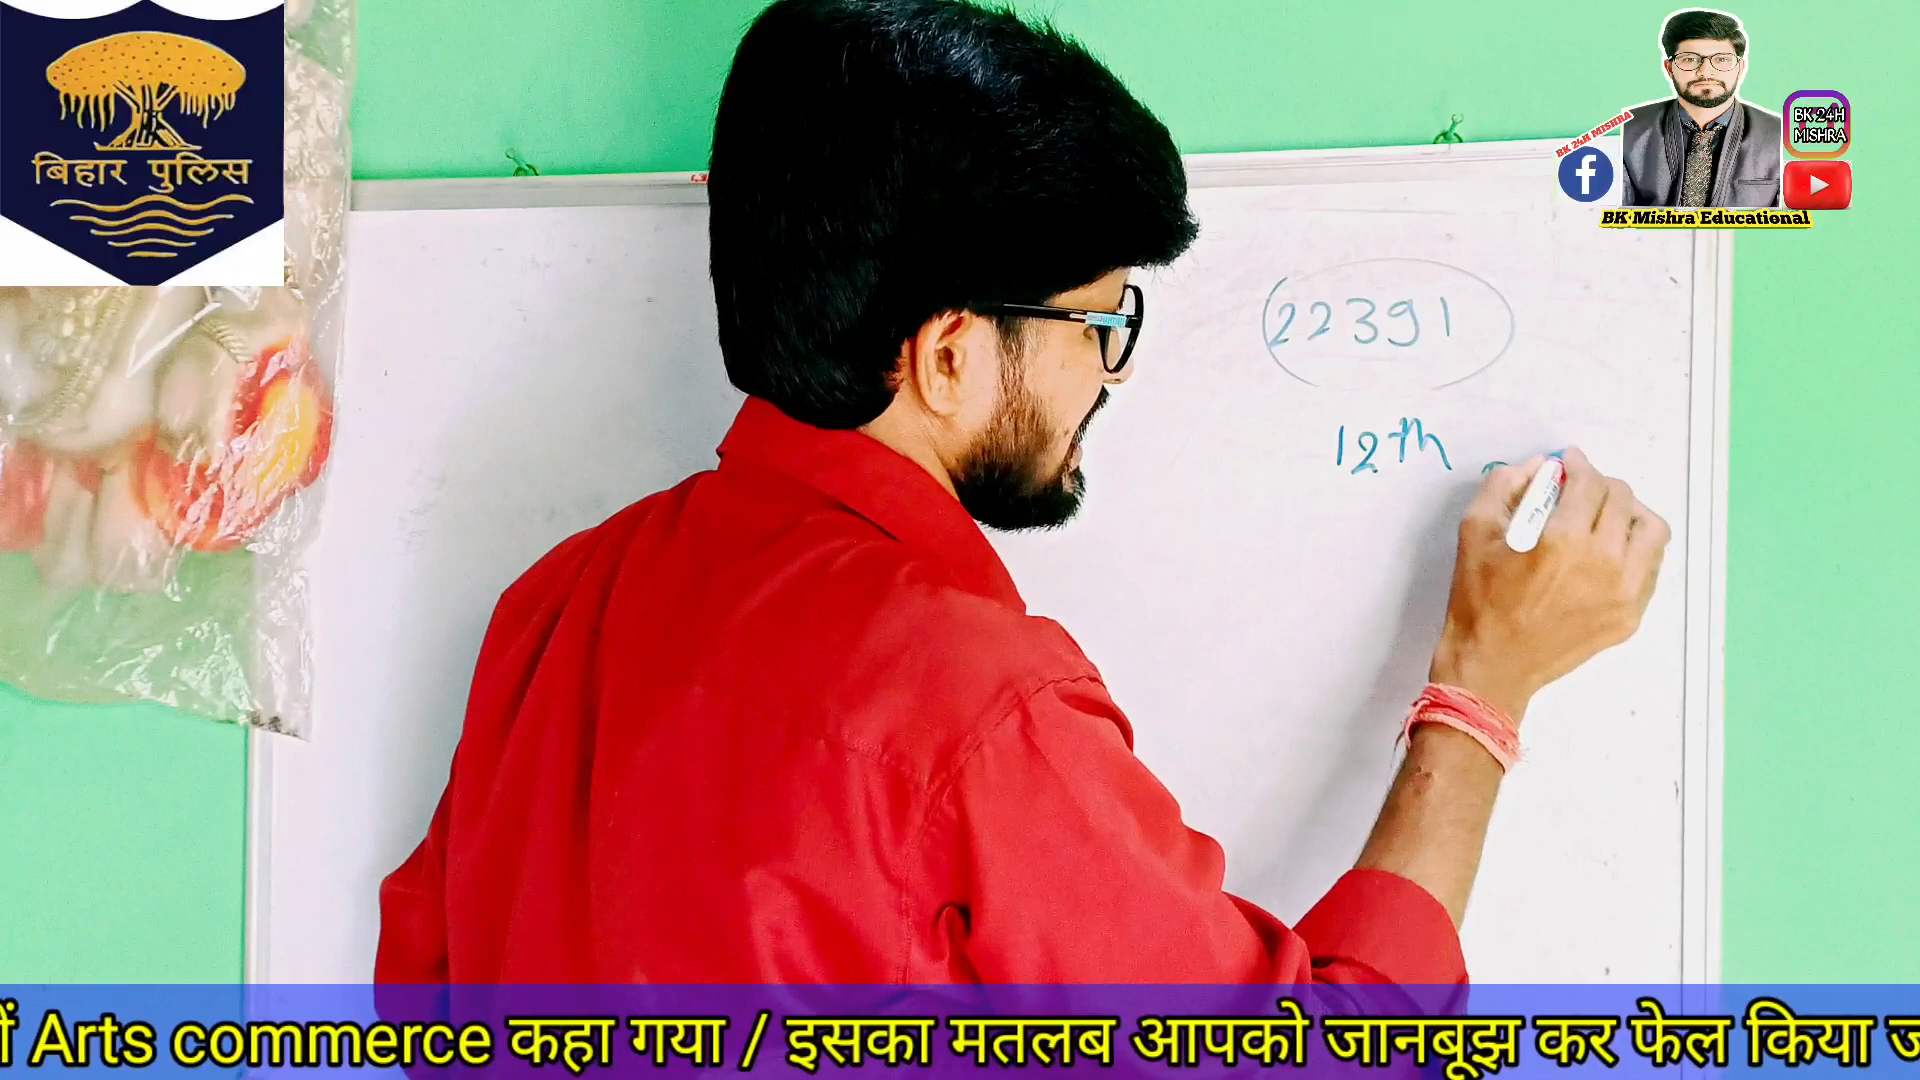 बिहार पुलिस
BK 24H MISHRA
BK 24H
MISHRA
BK Mishra Educational
22391
12th
Arts commerce कहा गया / इसका मतलब आपको जानबूझ कर फेल किया